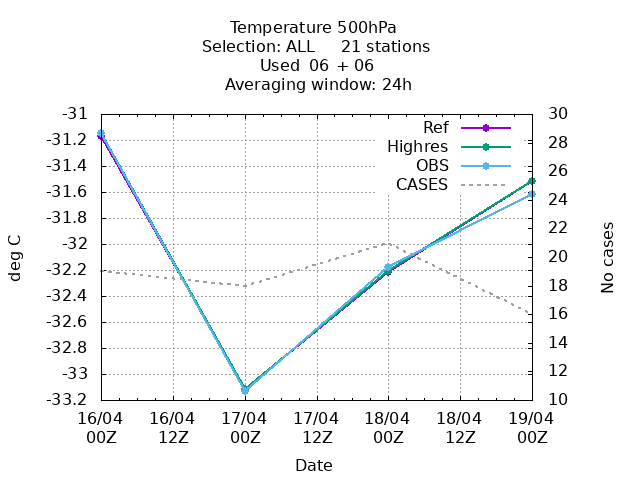 Temperature 500hPa
Selection: ALL     21 stations
Used  06 + 06
Averaging window: 24h
-31
-31.2
-31.4
-31.6
-31.8
-32
-32.2
-32.4
-32.6
-32.8
-33
-33.2
deg C
Ref
Highres
OBS
CASES
30
28
26
24
22
20
18
16
14
12
10
No cases
16/04 16/04 17/04 17/04 18/04 18/04 19/04
00Z 12Z 00Z 12Z 00Z 12Z 00Z
Date